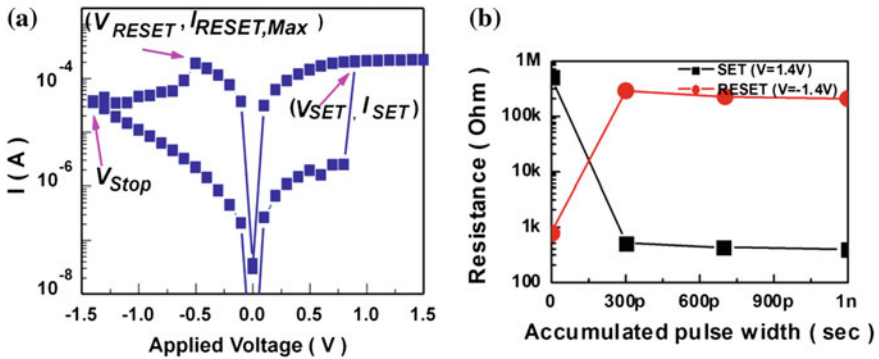 (a)
(V_RESET, I_RESET,Max)
(V_SET, I_SET)
V_Stop
I (A)
10^-4
10^-6
10^-8
-1.5 -1.0 -0.5 0.0 0.5 1.0 1.5
Applied Voltage (V)
(b)
SET (V=1.4V)
RESET (V=-1.4V)
Resistance (Ohm)
1M
100k
10k
1k
100
0 300p 600p 900p 1n
Accumulated pulse width (sec)